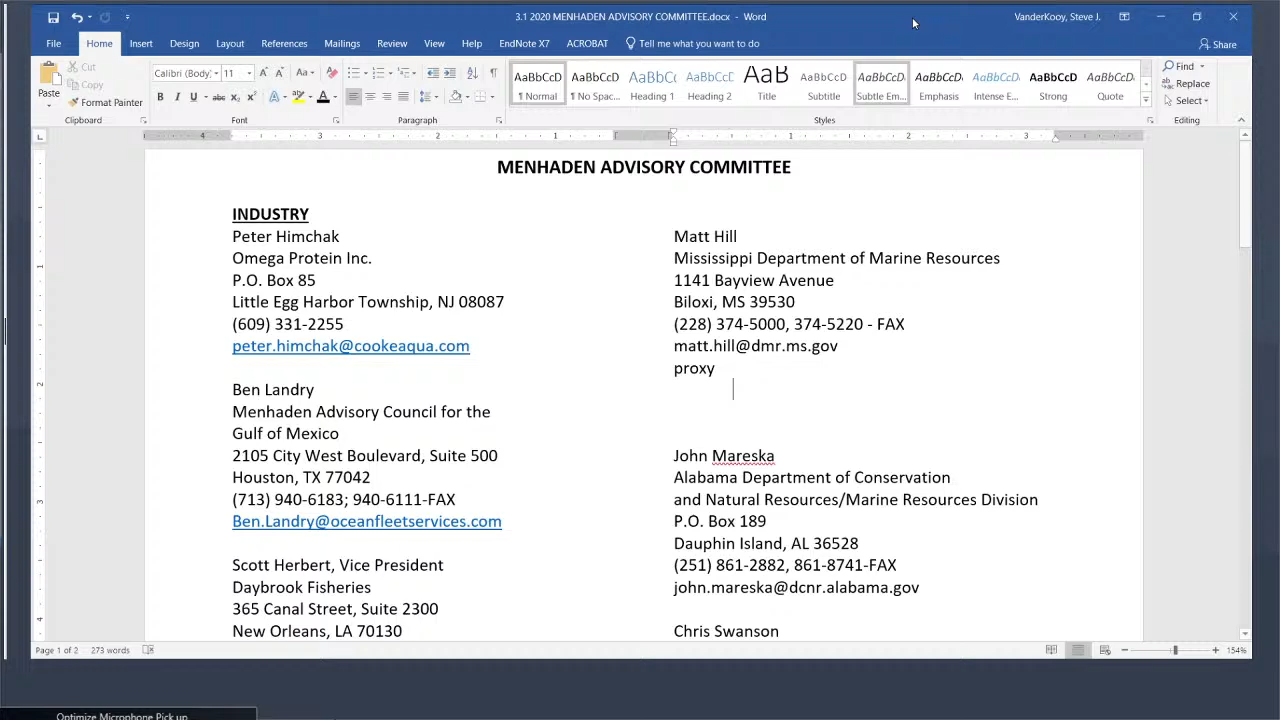 3.1 2020 MENHADEN ADVISORY COMMITTEE.docx - Word
VanderKooy, Steve J.
File Home Insert Design Layout References Mailings Review View Help EndNote X7 ACROBAT Tell me what you want to do
Share
Paste
Cut
Copy
Format Painter
Clipboard
Calibri (Body) 11
Font
Paragraph
AaBbCcD ¶ Normal
AaBbCcD ¶ No Spac...
AaBbCc Heading 1
AaBbCcD Heading 2
AaB Title
AaBbCcD Subtitle
AaBbCcD Subtle Em...
AaBbCcD Emphasis
AaBbCcD Intense E...
AaBbCcD Strong
AaBbCcD Quote
Styles
Find
Replace
Select
Editing
MENHADEN ADVISORY COMMITTEE
INDUSTRY
Peter Himchak
Omega Protein Inc.
P.O. Box 85
Little Egg Harbor Township, NJ 08087
(609) 331-2255
peter.himchak@cookeaqua.com
Ben Landry
Menhaden Advisory Council for the
Gulf of Mexico
2105 City West Boulevard, Suite 500
Houston, TX 77042
(713) 940-6183; 940-6111-FAX
Ben.Landry@oceanfleetservices.com
Scott Herbert, Vice President
Daybrook Fisheries
365 Canal Street, Suite 2300
New Orleans, LA 70130
Matt Hill
Mississippi Department of Marine Resources
1141 Bayview Avenue
Biloxi, MS 39530
(228) 374-5000, 374-5220 - FAX
matt.hill@dmr.ms.gov
proxy
John Mareska
Alabama Department of Conservation
and Natural Resources/Marine Resources Division
P.O. Box 189
Dauphin Island, AL 36528
(251) 861-2882, 861-8741-FAX
john.mareska@dcnr.alabama.gov
Chris Swanson
Page 1 of 2 273 words
154%
Optimize Microphone Pick up